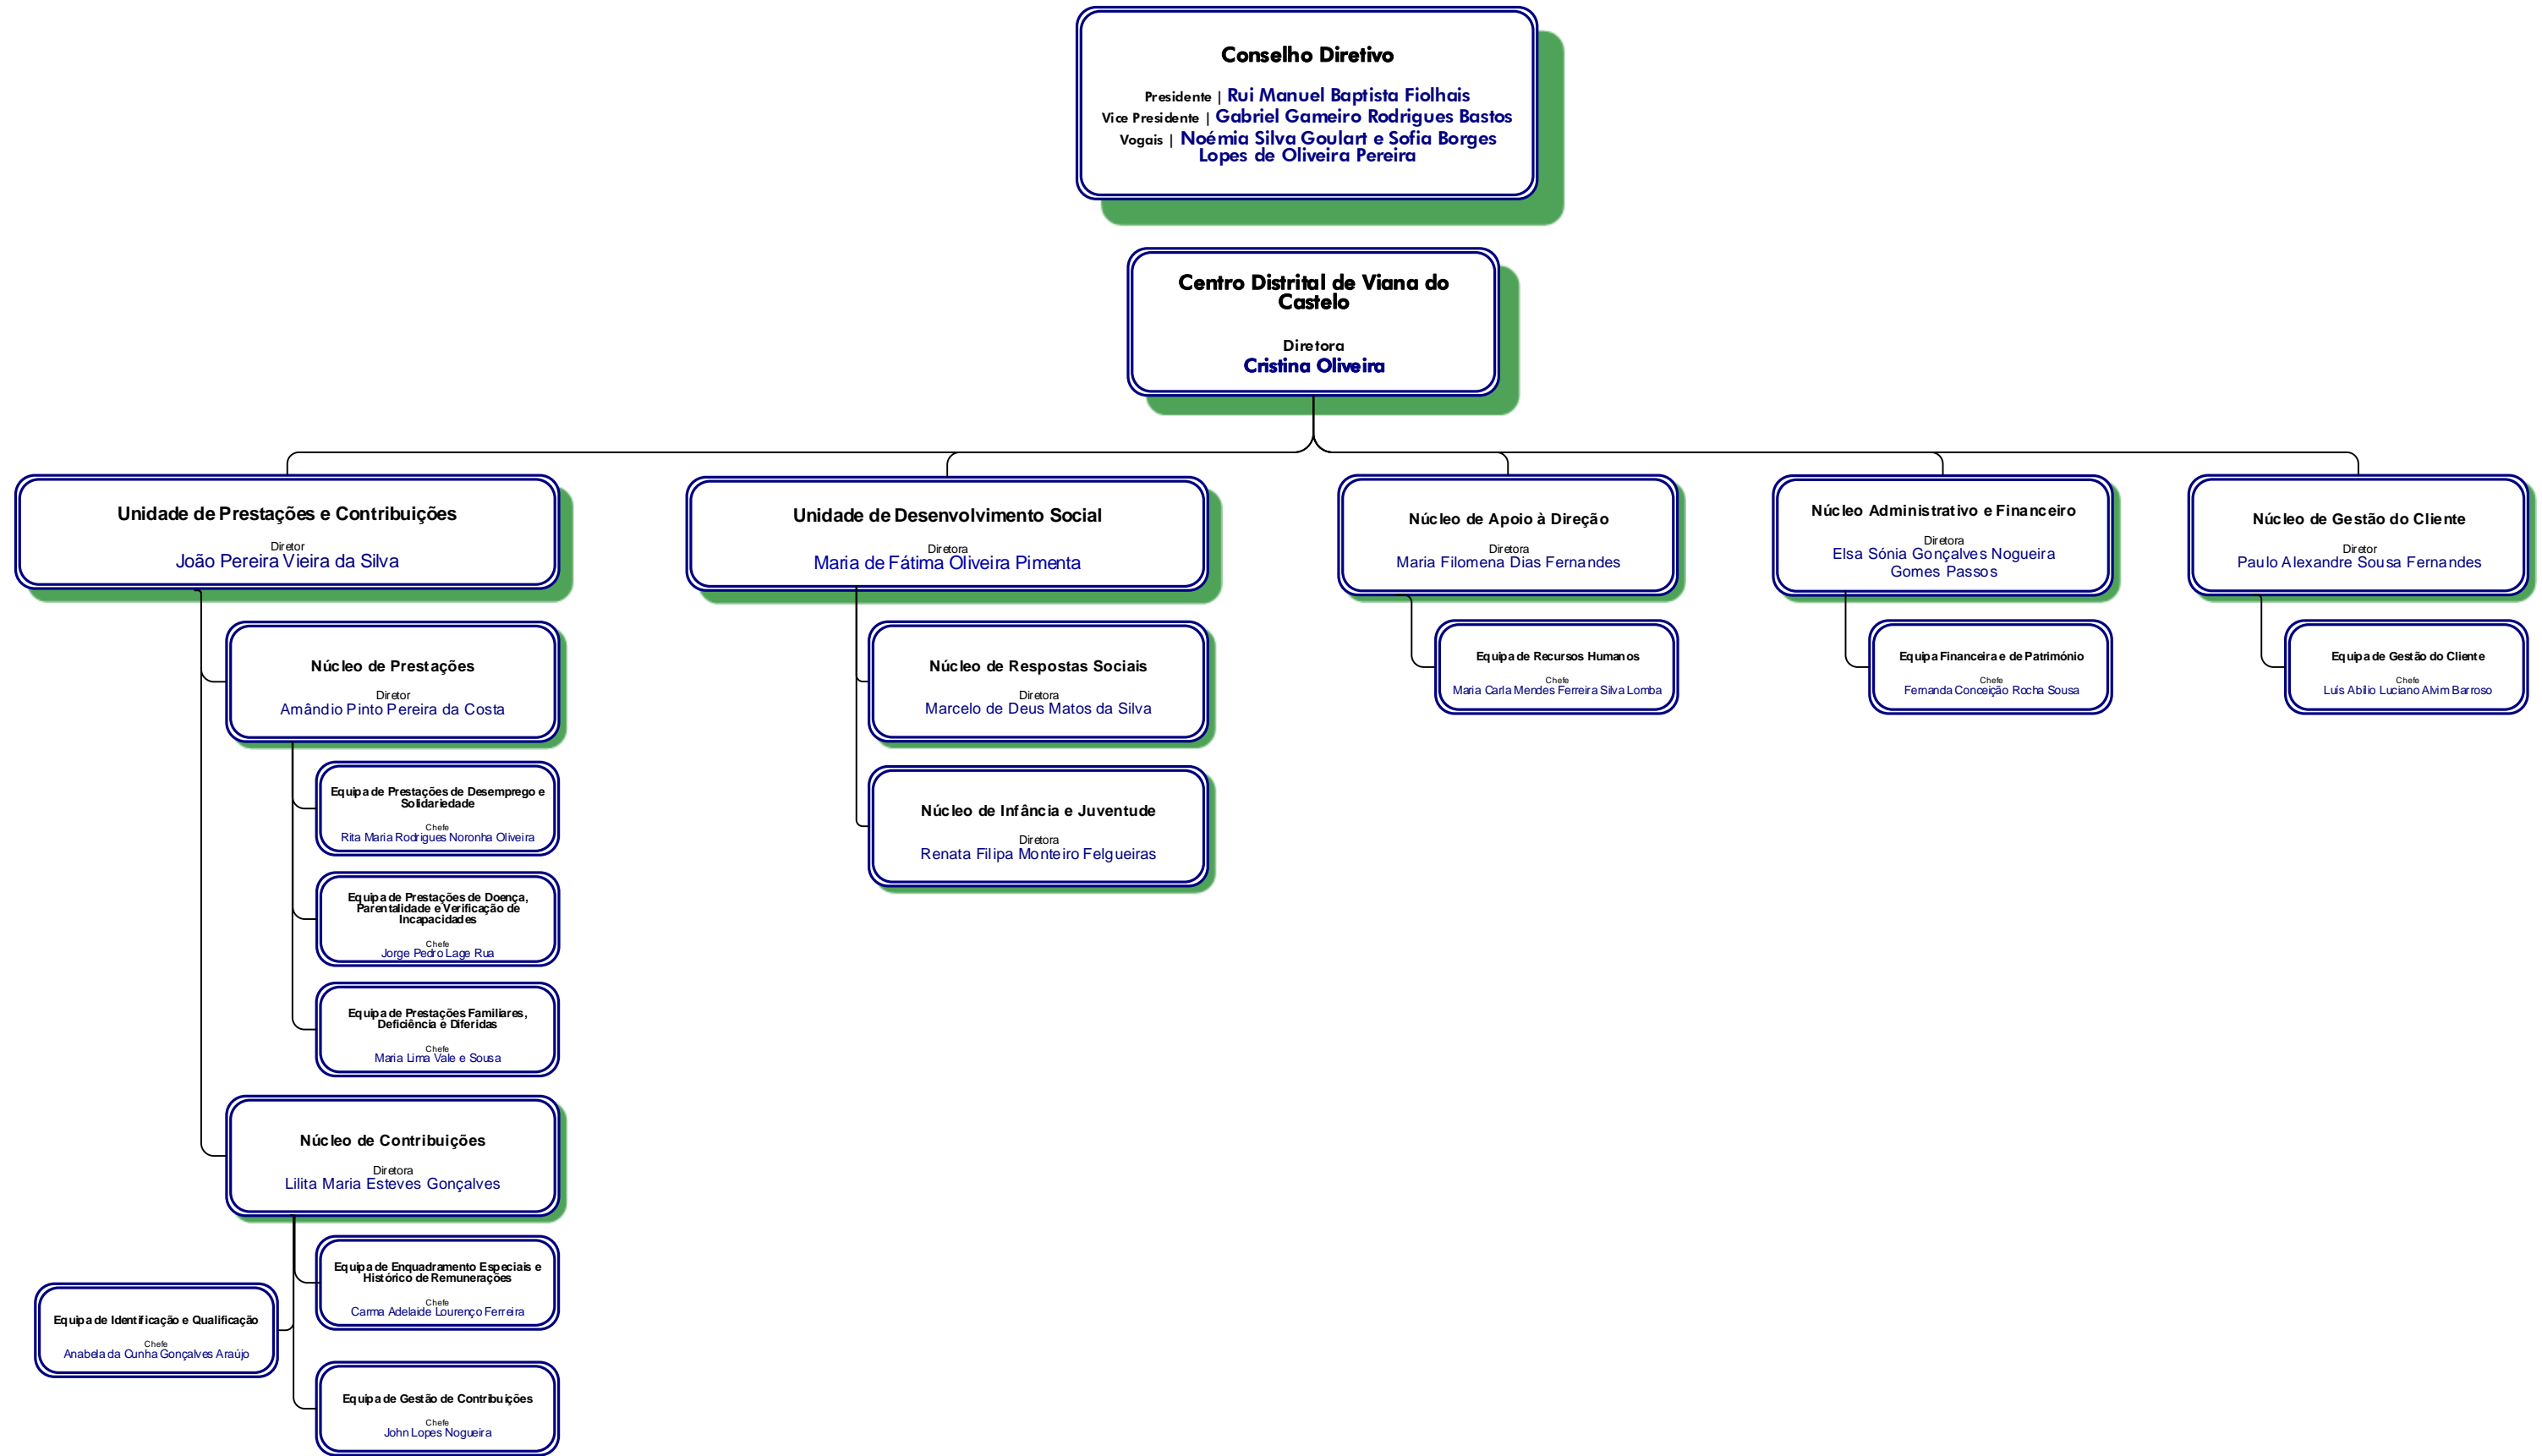 Conselho Diretivo
Presidente | Rui Manuel Baptista Fiolhais
Vice Presidente | Gabriel Gameiro Rodrigues Bastos
Vogais | Noémia Silva Goulart e Sofia Borges
Lopes de Oliveira Pereira
Centro Distrital de Viana do
Castelo
Diretora
Cristina Oliveira
Unidade de Prestações e Contribuições
Diretor
João Pereira Vieira da Silva
Unidade de Desenvolvimento Social
Diretora
Maria de Fátima Oliveira Pimenta
Núcleo de Apoio à Direção
Diretora
Maria Filomena Dias Fernandes
Núcleo Administrativo e Financeiro
Diretora
Elsa Sónia Gonçalves Nogueira
Gomes Passos
Núcleo de Gestão do Cliente
Diretor
Paulo Alexandre Sousa Fernandes
Núcleo de Prestações
Diretor
Amândio Pinto Pereira da Costa
Núcleo de Respostas Sociais
Diretora
Marcelo de Deus Matos da Silva
Equipa de Recursos Humanos
Chefe
Maria Carla Mendes Ferreira Silva Lomba
Equipa Financeira e de Património
Chefe
Fernanda Conceição Rocha Sousa
Equipa de Gestão do Cliente
Chefe
Luís Abílio Luciano Alvim Barroso
Equipa de Prestações de Desemprego e
Solidariedade
Chefe
Rita Maria Rodrigues Noronha Oliveira
Núcleo de Infância e Juventude
Diretora
Renata Filipa Monteiro Felgueiras
Equipa de Prestações de Doença,
Parentalidade e Verificação de
Incapacidades
Chefe
Jorge Pedro Lage Rua
Equipa de Prestações Familiares,
Deficiência e Diferidas
Chefe
Maria Lima Vale e Sousa
Núcleo de Contribuições
Diretora
Lilita Maria Esteves Gonçalves
Equipa de Enquadramento Especiais e
Histórico de Remunerações
Chefe
Carma Adelaide Lourenço Ferreira
Equipa de Identificação e Qualificação
Chefe
Anabela da Cunha Gonçalves Araújo
Equipa de Gestão de Contribuições
Chefe
John Lopes Nogueira